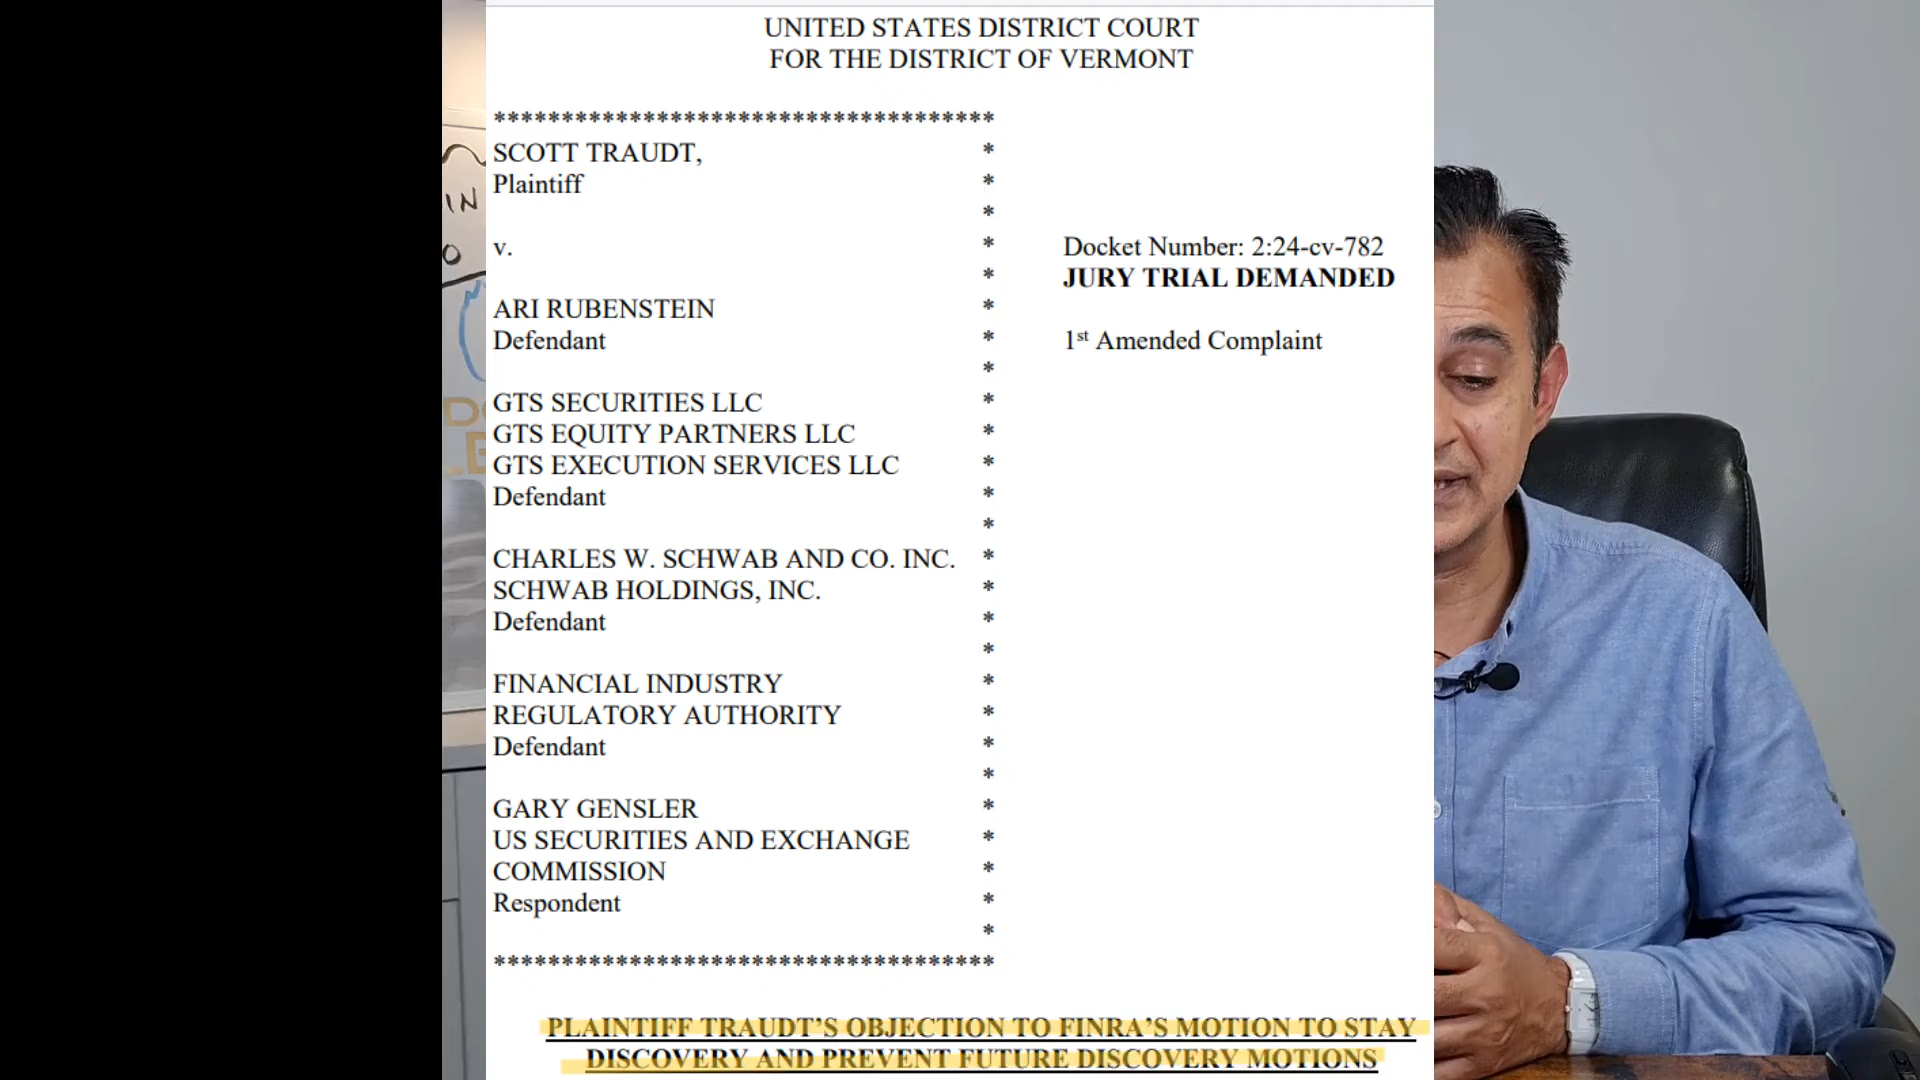 UNITED STATES DISTRICT COURT
FOR THE DISTRICT OF VERMONT
*************************************
SCOTT TRAUDT, *
Plaintiff *
*
v. * Docket Number: 2:24-cv-782
* JURY TRIAL DEMANDED
ARI RUBENSTEIN *
Defendant * 1st Amended Complaint
*
GTS SECURITIES LLC *
GTS EQUITY PARTNERS LLC *
GTS EXECUTION SERVICES LLC *
Defendant *
*
CHARLES W. SCHWAB AND CO. INC. *
SCHWAB HOLDINGS, INC. *
Defendant *
*
FINANCIAL INDUSTRY *
REGULATORY AUTHORITY *
Defendant *
*
GARY GENSLER *
US SECURITIES AND EXCHANGE *
COMMISSION *
Respondent *
*
*************************************
PLAINTIFF TRAUDT’S OBJECTION TO FINRA’S MOTION TO STAY
DISCOVERY AND PREVENT FUTURE DISCOVERY MOTIONS
IN